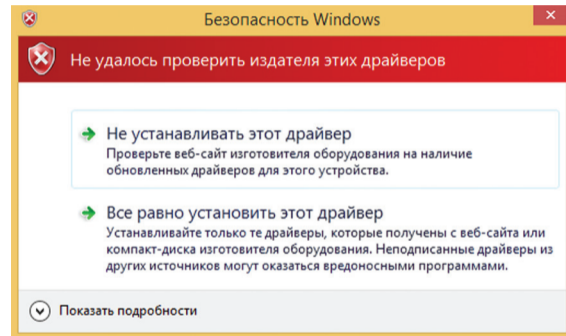 Безопасность Windows
Не удалось проверить издателя этих драйверов
Не устанавливать этот драйвер
Проверьте веб-сайт изготовителя оборудования на наличие
обновленных драйверов для этого устройства.
Все равно установить этот драйвер
Устанавливайте только те драйверы, которые получены с веб-сайта или
компакт-диска изготовителя оборудования. Неподписанные драйверы из
других источников могут оказаться вредоносными программами.
Показать подробности